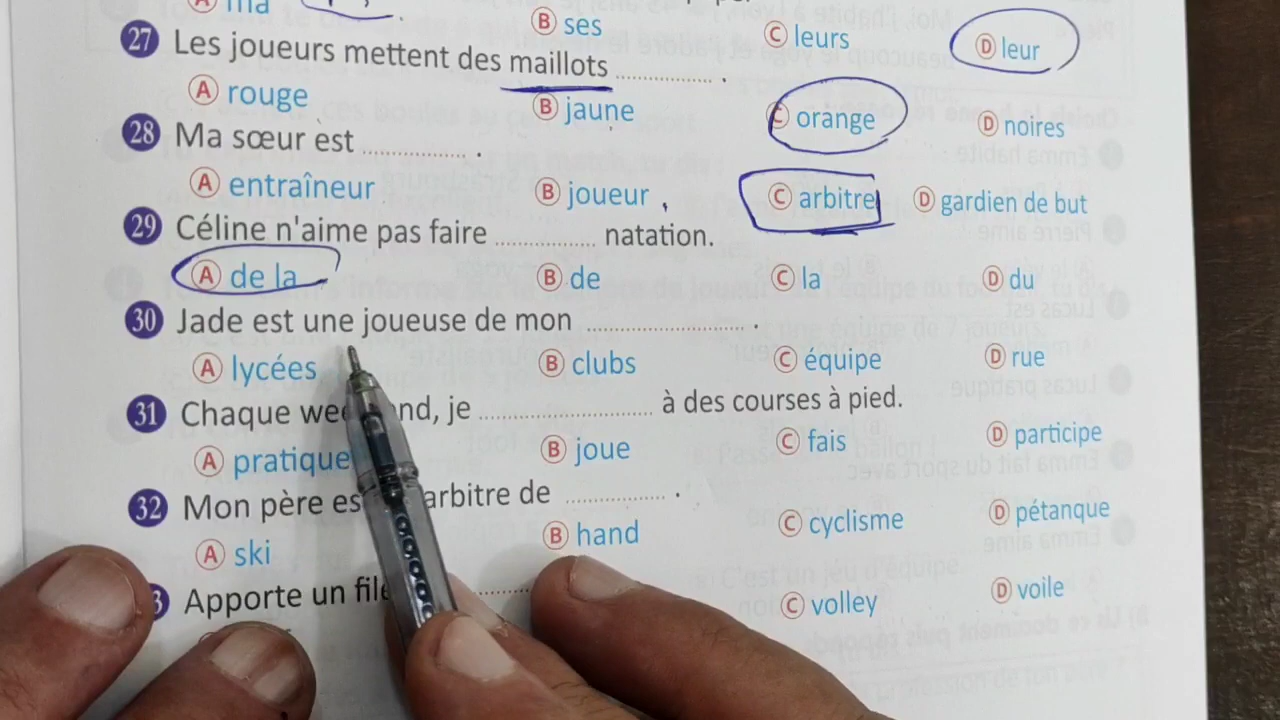 A ma
B ses
C leurs
D leur
27 Les joueurs mettent des maillots .................... .
A rouge
B jaune
C orange
D noires
28 Ma sœur est .................... .
A entraîneur
B joueur
C arbitre
D gardien de but
29 Céline n'aime pas faire .................... natation.
A de la
B de
C la
D du
30 Jade est une joueuse de mon .................... .
A lycées
B clubs
C équipe
D rue
31 Chaque week-end, je .................... à des courses à pied.
A pratique
B joue
C fais
D participe
32 Mon père est arbitre de .................... .
A ski
B hand
C cyclisme
D pétanque
Apporte un filet
C volley
D voile